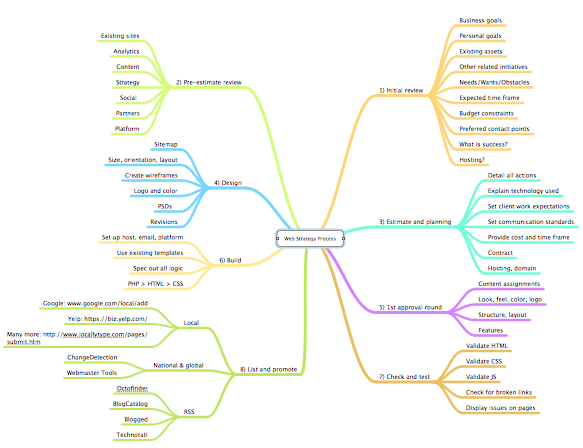 Web Strategy Process
1) Initial review
Business goals
Personal goals
Existing assets
Other related initiatives
Needs/Wants/Obstacles
Expected time frame
Budget constraints
Preferred contact points
What is success?
Hosting?
2) Pre-estimate review
Existing sites
Analytics
Content
Strategy
Social
Partners
Platform
3) Estimate and planning
Detail all actions
Explain technology used
Set client work expectations
Set communication standards
Provide cost and time frame
Contract
Hosting, domain
4) Design
Sitemap
Size, orientation, layout
Create wireframes
Logo and color
PSDs
Revisions
5) 1st approval round
Content assignments
Look, feel, color, logo
Structure, layout
Features
6) Build
Set up host, email, platform
Use existing templates
Spec out all logic
PHP > HTML > CSS
7) Check and test
Validate HTML
Validate CSS
Validate JS
Check for broken links
Display issues on pages
8) List and promote
Local
Google: www.google.com/local/add
Yelp: https://biz.yelp.com/
Many more: http://www.locallytype.com/pages/
submit.htm
National & global
ChangeDetection
Webmaster Tools
RSS
Octofinder
BlogCatalog
Blogged
Technorati